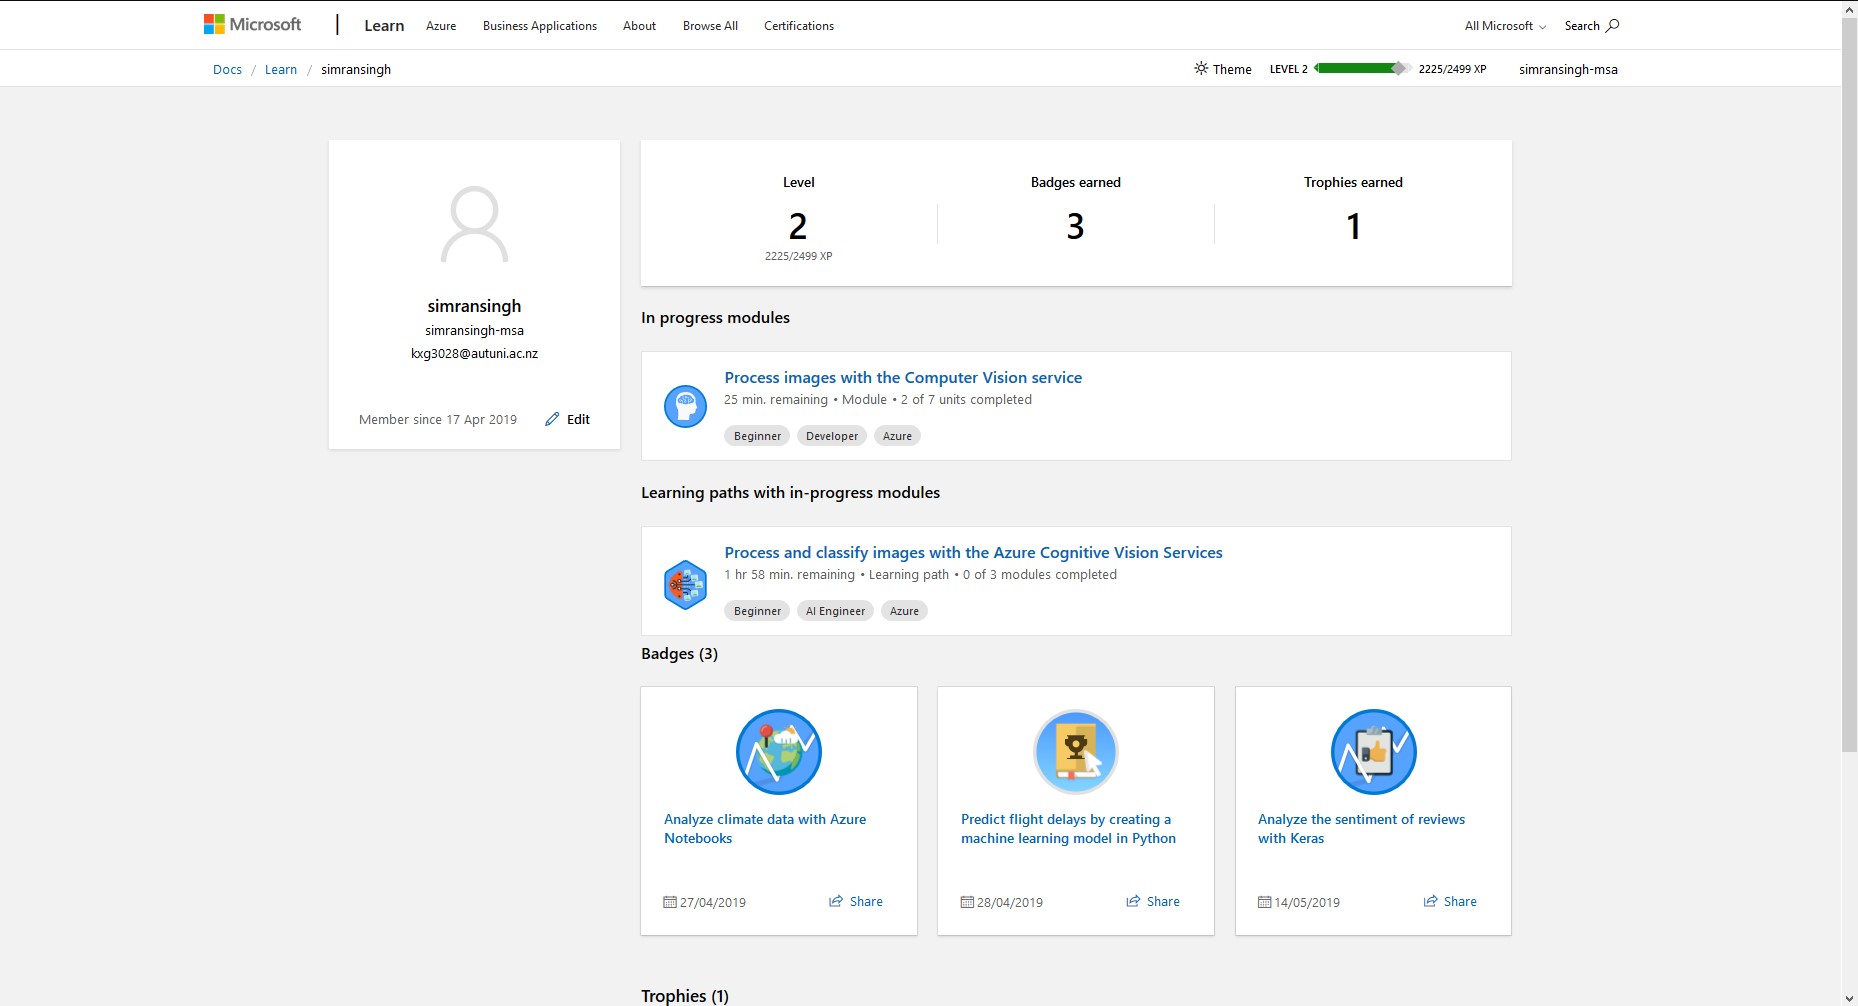 Microsoft | Learn Azure Business Applications About Browse All Certifications All Microsoft Search
Docs / Learn / simransingh Theme LEVEL 2 2225/2499 XP simransingh-msa
simransingh
simransingh-msa
kxg3028@autuni.ac.nz
Member since 17 Apr 2019 Edit
Level Badges earned Trophies earned
2 3 1
2225/2499 XP
In progress modules
Process images with the Computer Vision service
25 min. remaining • Module • 2 of 7 units completed
Beginner Developer Azure
Learning paths with in-progress modules
Process and classify images with the Azure Cognitive Vision Services
1 hr 58 min. remaining • Learning path • 0 of 3 modules completed
Beginner AI Engineer Azure
Badges (3)
Analyze climate data with Azure
Notebooks
27/04/2019 Share
Predict flight delays by creating a
machine learning model in Python
28/04/2019 Share
Analyze the sentiment of reviews
with Keras
14/05/2019 Share
Trophies (1)